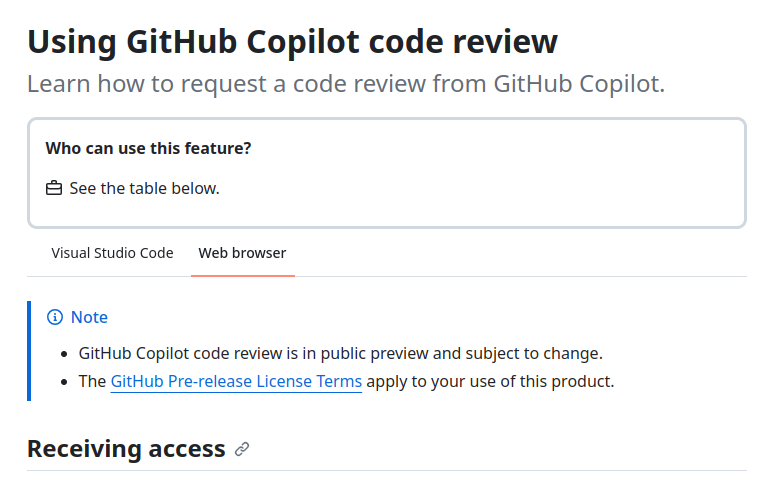 Using GitHub Copilot code review
Learn how to request a code review from GitHub Copilot.
Who can use this feature?
See the table below.
Visual Studio Code
Web browser
Note
GitHub Copilot code review is in public preview and subject to change.
The GitHub Pre-release License Terms apply to your use of this product.
Receiving access